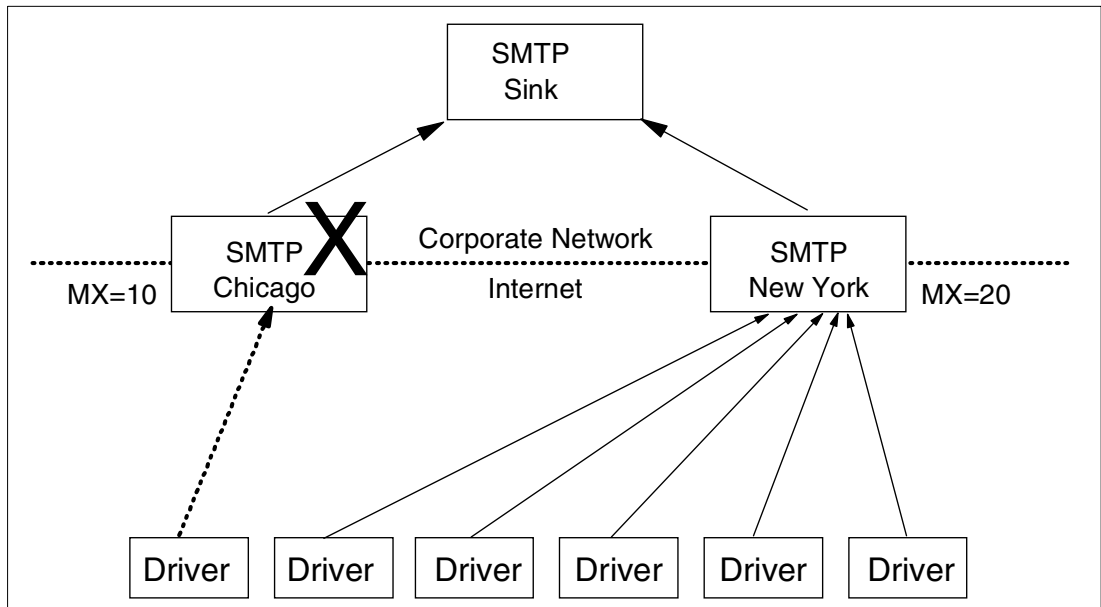 SMTP
Sink
SMTP
Chicago
X
Corporate Network
Internet
SMTP
New York
MX=10
MX=20
Driver
Driver
Driver
Driver
Driver
Driver